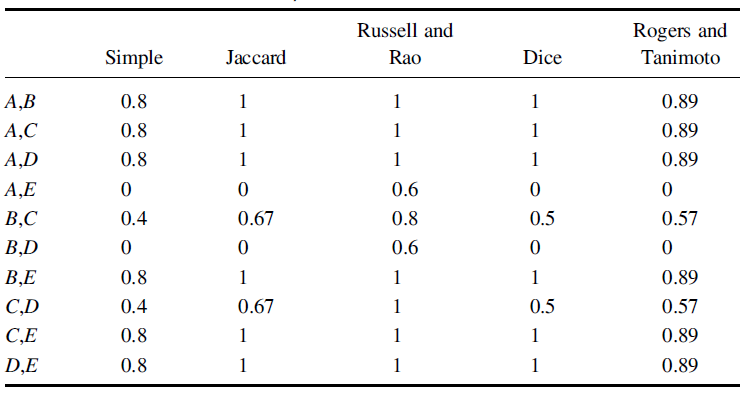 Russell and Rogers and
Simple Jaccard Rao Dice Tanimoto
A,B 0.8 1 1 1 0.89
A,C 0.8 1 1 1 0.89
A,D 0.8 1 1 1 0.89
A,E 0 0 0.6 0 0
B,C 0.4 0.67 0.8 0.5 0.57
B,D 0 0 0.6 0 0
B,E 0.8 1 1 1 0.89
C,D 0.4 0.67 1 0.5 0.57
C,E 0.8 1 1 1 0.89
D,E 0.8 1 1 1 0.89